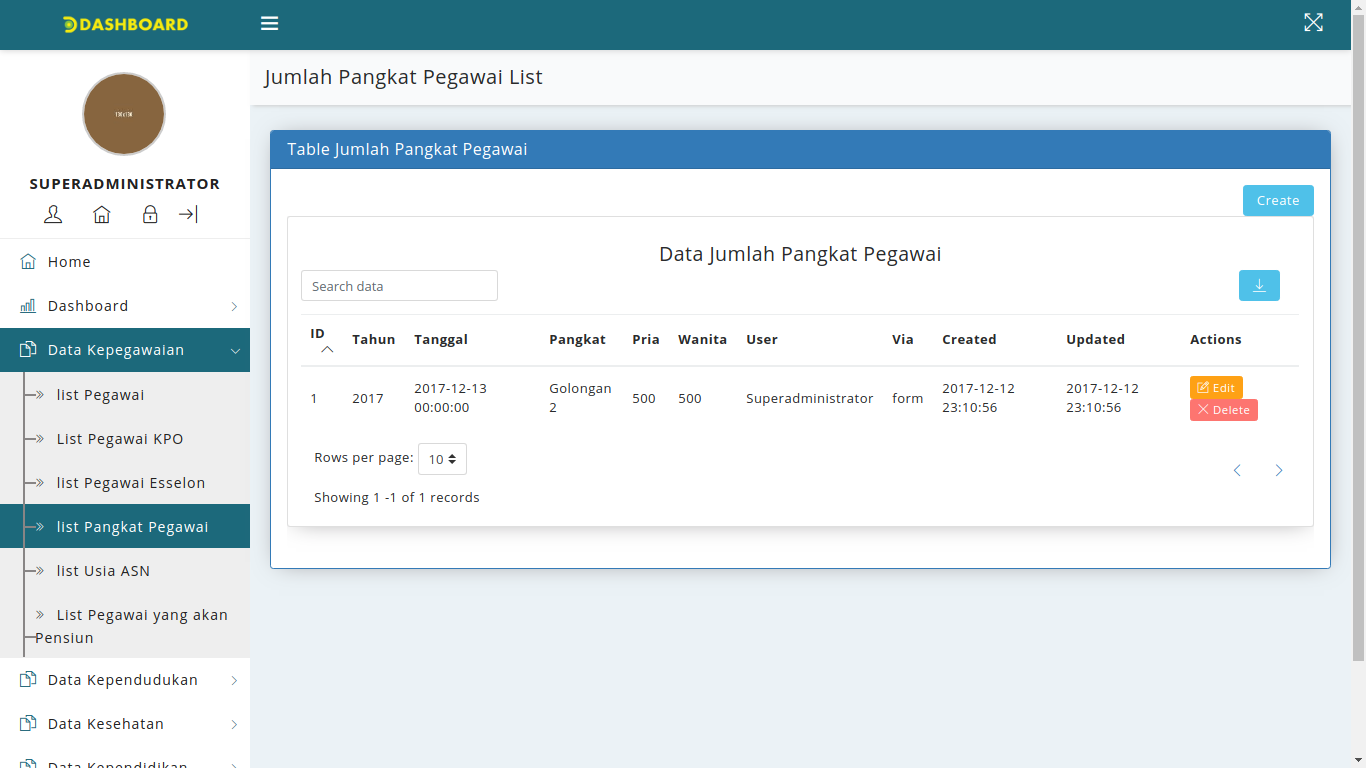 DASHBOARD
Jumlah Pangkat Pegawai List
SUPERADMINISTRATOR
Home
Dashboard
Data Kepegawaian
list Pegawai
List Pegawai KPO
list Pegawai Esselon
list Pangkat Pegawai
list Usia ASN
List Pegawai yang akan
Pensiun
Data Kependudukan
Data Kesehatan
Data Kependidikan
Table Jumlah Pangkat Pegawai
Create
Data Jumlah Pangkat Pegawai
Search data
ID Tahun Tanggal Pangkat Pria Wanita User Via Created Updated Actions
1 2017 2017-12-13 00:00:00 Golongan 2 500 500 Superadministrator form 2017-12-12 23:10:56 2017-12-12 23:10:56 Edit
Delete
Rows per page: 10
Showing 1 -1 of 1 records